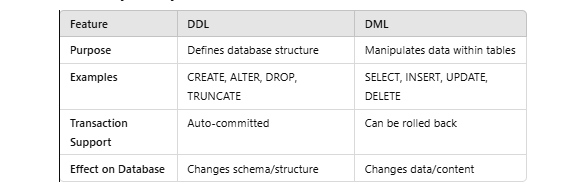 Feature DDL DML
Purpose Defines database structure Manipulates data within tables
Examples CREATE, ALTER, DROP, SELECT, INSERT, UPDATE,
TRUNCATE DELETE
Transaction Auto-committed Can be rolled back
Support
Effect on Database Changes schema/structure Changes data/content